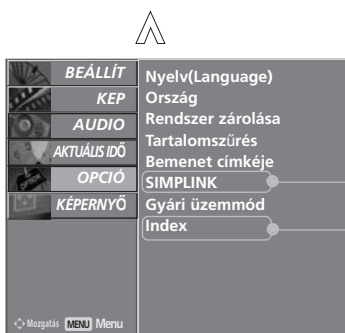 BEÁLLÍT
KEP
AUDIO
AKTUÁLIS IDŐ
OPCIÓ
KÉPERNYŐ
Nyelv(Language)
Ország
Rendszer zárolása
Tartalomszűrés
Bemenet címkéje
SIMPLINK
Gyári üzemmód
Index
Mozgatás MENU Menu